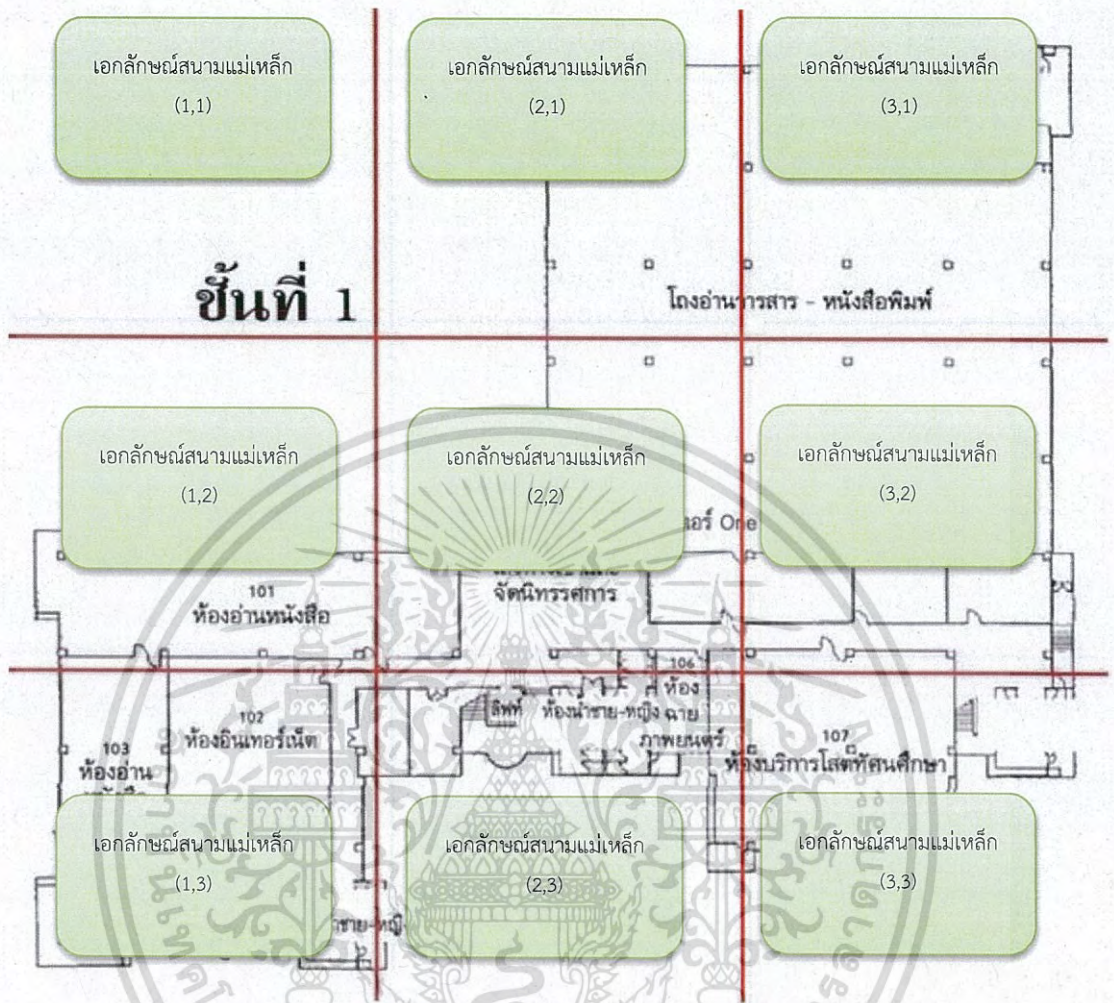 เอกลักษณ์สนามแม่เหล็ก
(1,1)
เอกลักษณ์สนามแม่เหล็ก
(2,1)
เอกลักษณ์สนามแม่เหล็ก
(3,1)
ชั้นที่ 1
โถงอ่านวารสาร - หนังสือพิมพ์
เอกลักษณ์สนามแม่เหล็ก
(1,2)
เอกลักษณ์สนามแม่เหล็ก
(2,2)
เอกลักษณ์สนามแม่เหล็ก
(3,2)
One
จัดนิทรรศการ
101
ห้องอ่านหนังสือ
106
ห้อง
ลิฟท์ ห้องน้ำชาย-หญิง ฉาย
ภาพยนตร์
102
ห้องอินเทอร์เน็ต
103
ห้องอ่าน
107
ห้องบริการโสตทัศนศึกษา
เอกลักษณ์สนามแม่เหล็ก
(1,3)
เอกลักษณ์สนามแม่เหล็ก
(2,3)
เอกลักษณ์สนามแม่เหล็ก
(3,3)